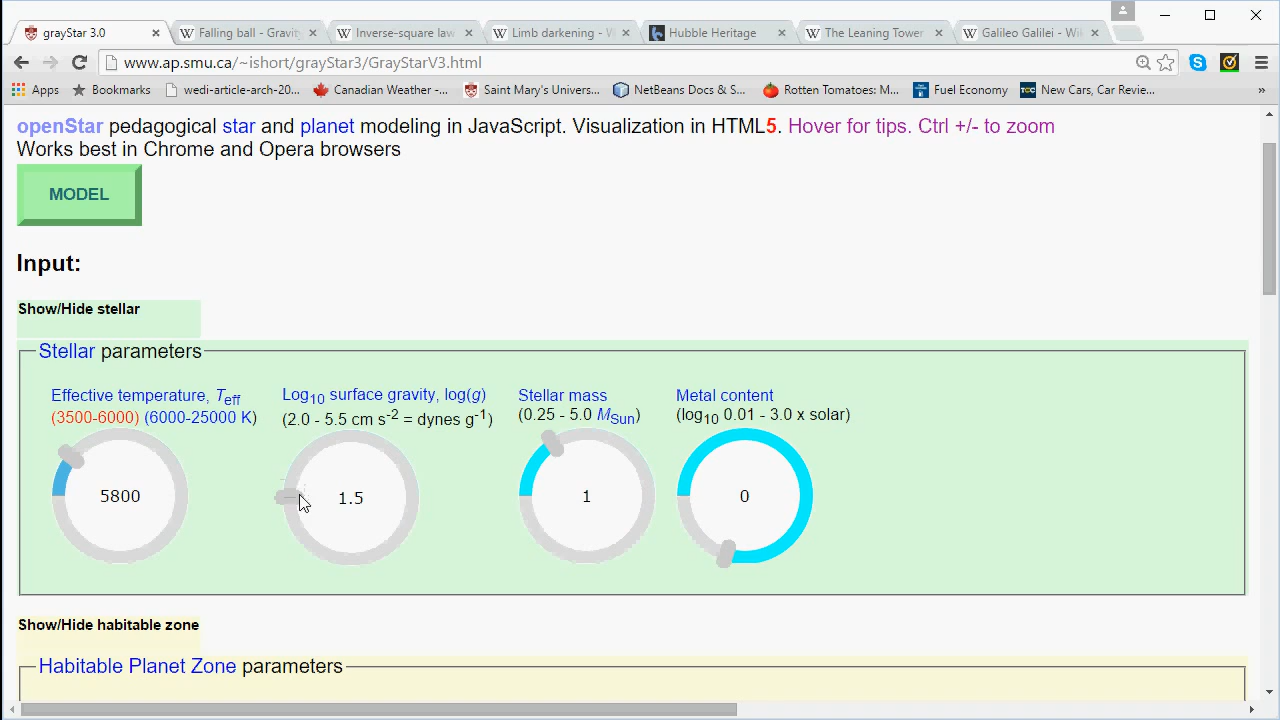 grayStar 3.0
Falling ball - Gravity
Inverse-square law
Limb darkening - W
Hubble Heritage
The Leaning Tower
Galileo Galilei - Wik
www.ap.smu.ca/~ishort/grayStar3/GrayStarV3.html
Apps
Bookmarks
wedi-article-arch-20...
Canadian Weather -...
Saint Mary's Univers...
NetBeans Docs & S...
Rotten Tomatoes: M...
Fuel Economy
TCC
New Cars, Car Revie...
»
openStar pedagogical star and planet modeling in JavaScript. Visualization in HTML5. Hover for tips. Ctrl +/- to zoom
Works best in Chrome and Opera browsers
MODEL
Input:
Show/Hide stellar
Stellar parameters
Effective temperature, Teff
(3500-6000) (6000-25000 K)
5800
Log10 surface gravity, log(g)
(2.0 - 5.5 cm s-2 = dynes g-1)
1.5
Stellar mass
(0.25 - 5.0 MSun)
1
Metal content
(log10 0.01 - 3.0 x solar)
0
Show/Hide habitable zone
Habitable Planet Zone parameters